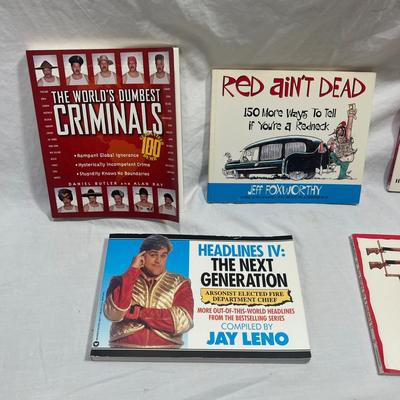 THE WORLD'S DUMBEST
CRIMINALS
100
• Rampant Global Ignorance
• Hysterically Incompetent Crime
• Stupidity Knows No Boundaries
DANIEL BUTLER AND ALAN RAY
RED AIN'T DEAD
150 More Ways To Tell
if You're a Redneck
JEFF FOXWORTHY
HEADLINES IV:
THE NEXT
GENERATION
ARSONIST ELECTED FIRE
DEPARTMENT CHIEF
MORE OUT-OF-THIS-WORLD HEADLINES
FROM THE BESTSELLING SERIES
COMPILED BY
JAY LENO